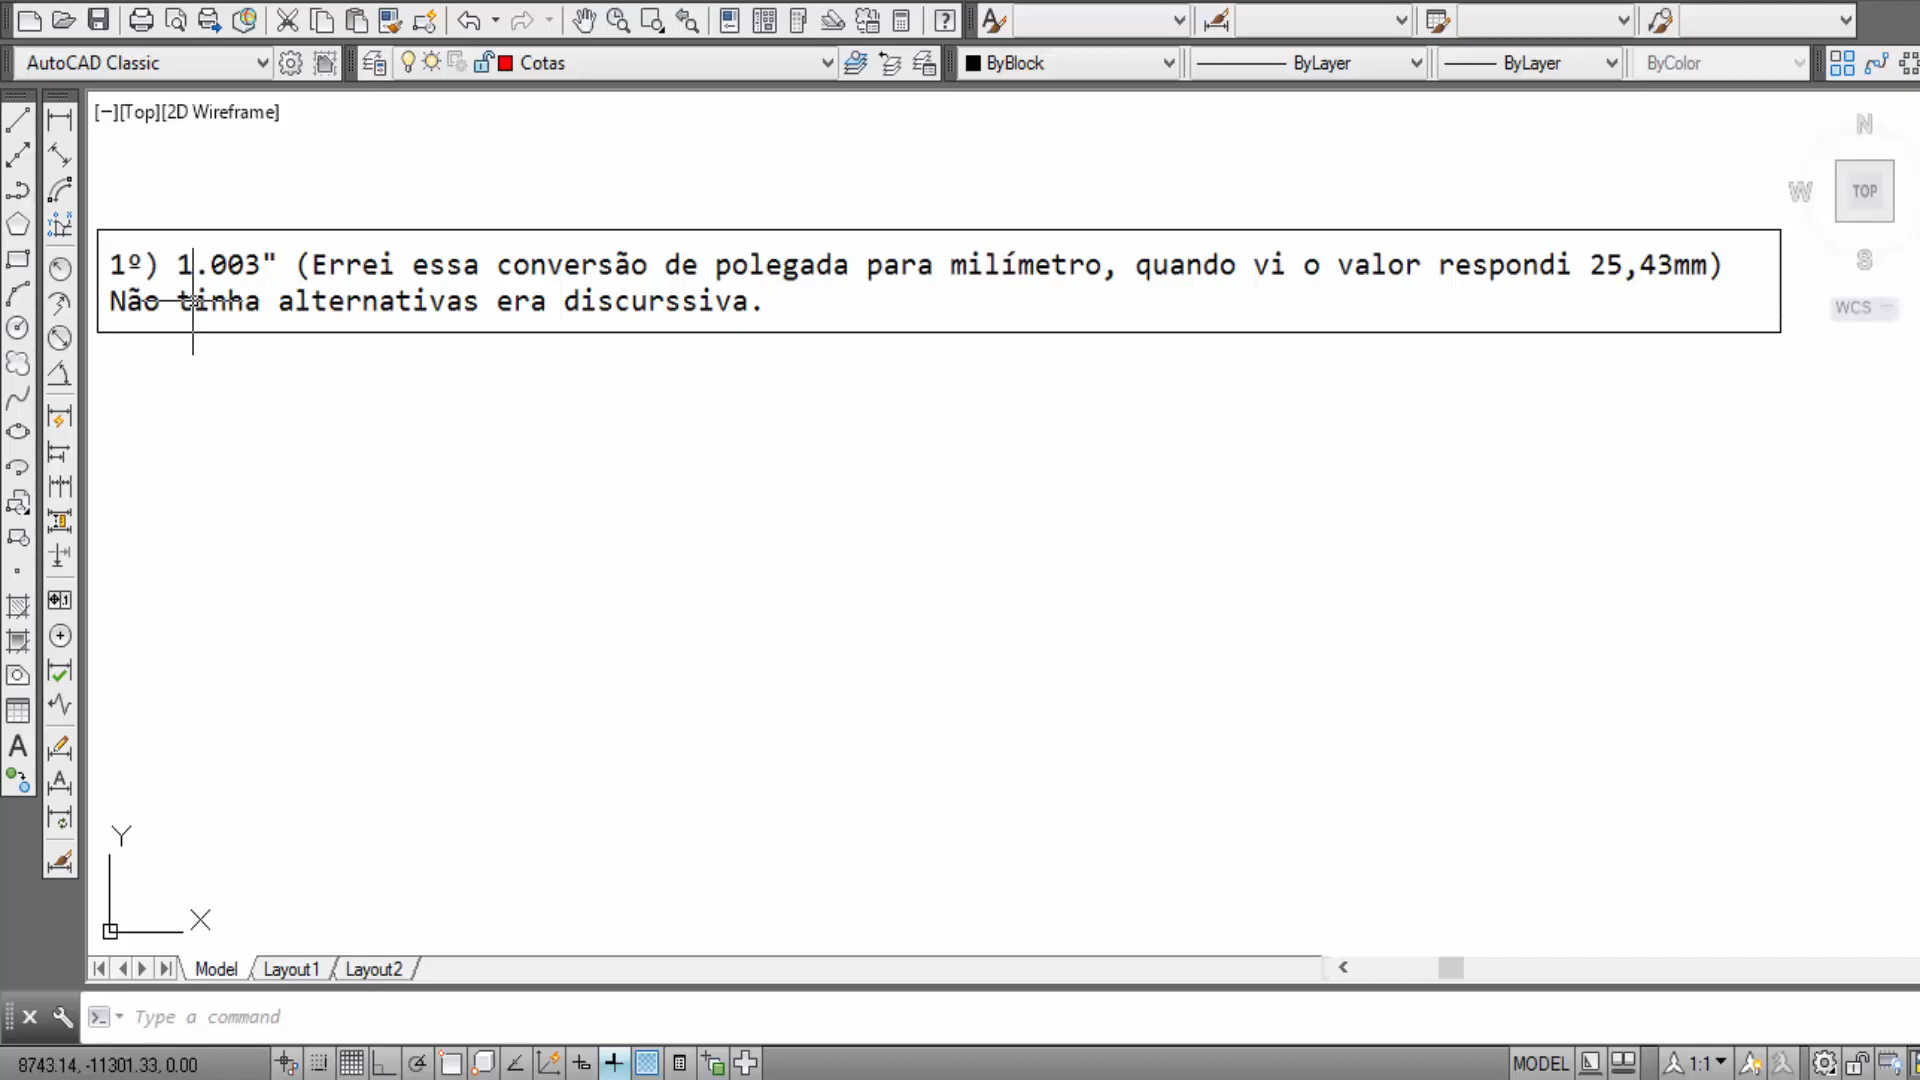 AutoCAD Classic
Cotas
ByBlock
ByLayer
ByLayer
ByColor
[−][Top][2D Wireframe]
N
W
TOP
S
WCS
1º) 1.003" (Errei essa conversão de polegada para milímetro, quando vi o valor respondi 25,43mm)
Não tinha alternativas era discurssiva.
Y
X
Model
Layout1
Layout2
Type a command
8743.14, -11301.33, 0.00
MODEL
1:1